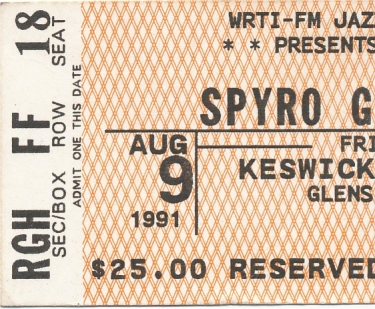 RGH FF 18
SEC/BOX ROW SEAT
ADMIT ONE THIS DATE
WRTI-FM JAZ
* * PRESENTS
SPYRO G
AUG
9
1991
FRI
KESWICK
GLENS
$25.00 RESERVED